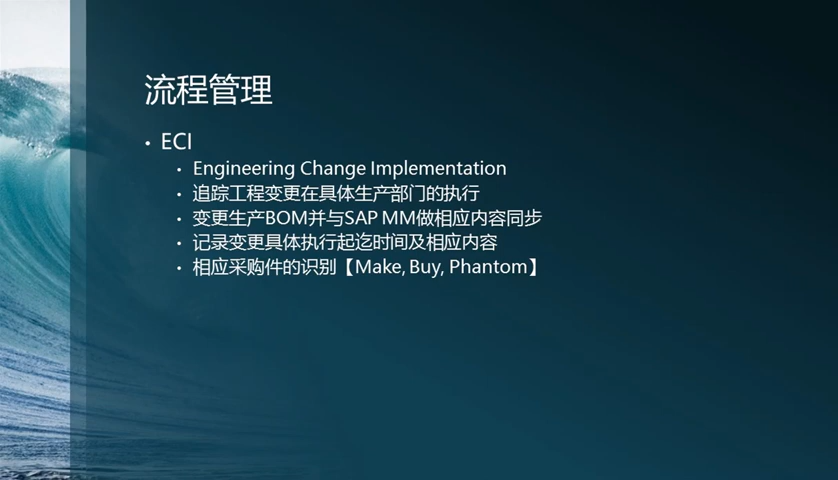 流程管理
• ECI
• Engineering Change Implementation
• 追踪工程变更在具体生产部门的执行
• 变更生产BOM并与SAP MM做相应内容同步
• 记录变更具体执行起迄时间及相应内容
• 相应采购件的识别【Make, Buy, Phantom】